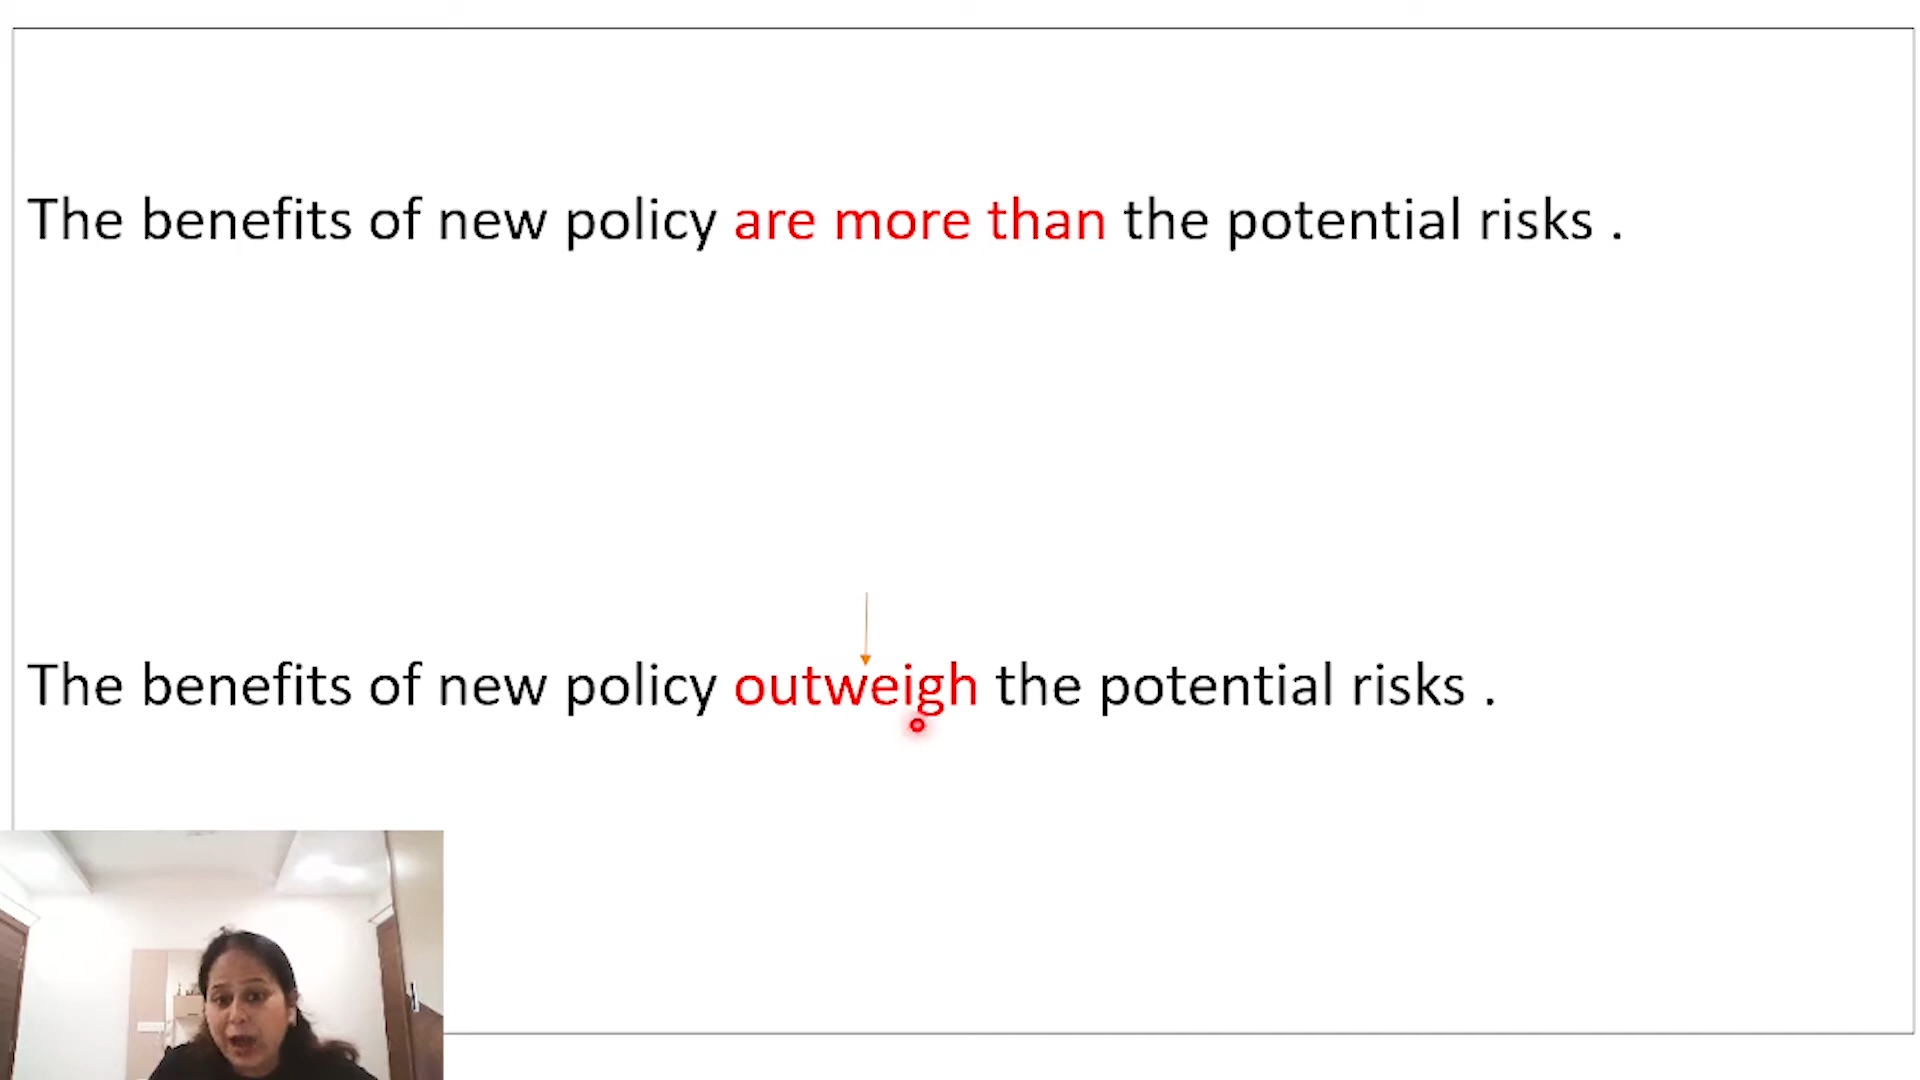 The benefits of new policy are more than the potential risks .
The benefits of new policy outweigh the potential risks .